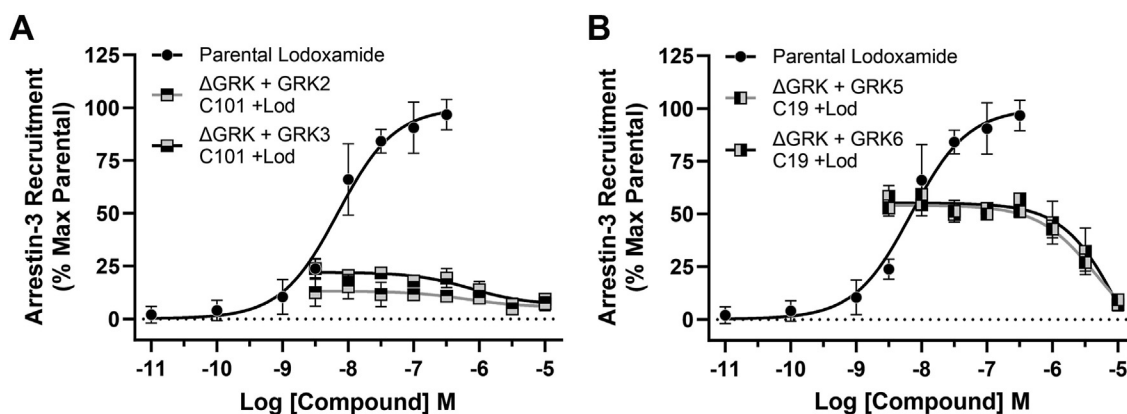 A
Arrestin-3 Recruitment
(% Max Parental)
125
100
75
50
25
0
Parental Lodoxamide
ΔGRK + GRK2
C101 +Lod
ΔGRK + GRK3
C101 +Lod
-11
-10
-9
-8
-7
-6
-5
Log [Compound] M
B
Arrestin-3 Recruitment
(% Max Parental)
125
100
75
50
25
0
Parental Lodoxamide
ΔGRK + GRK5
C19 +Lod
ΔGRK + GRK6
C19 +Lod
-11
-10
-9
-8
-7
-6
-5
Log [Compound] M